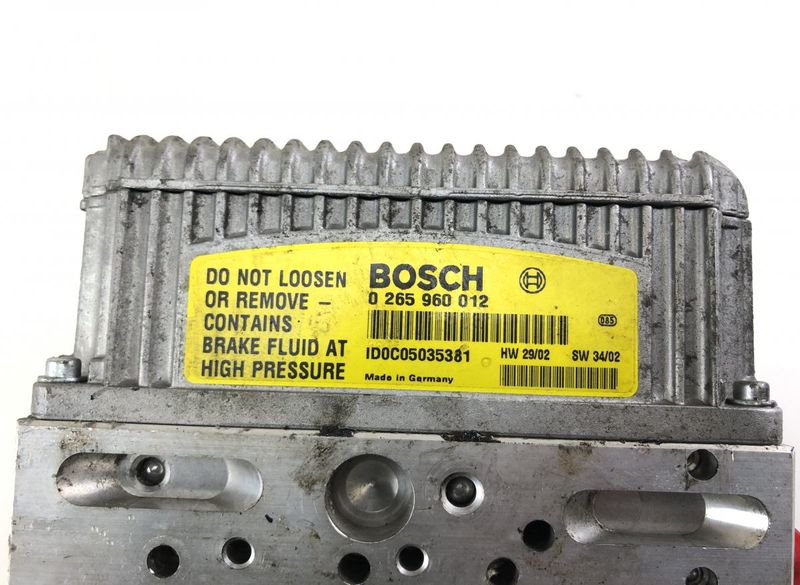 DO NOT LOOSEN
OR REMOVE –
CONTAINS
BRAKE FLUID AT
HIGH PRESSURE
BOSCH
0 265 960 012
085
ID0C05035381
HW 29/02 SW 34/02
Made in Germany